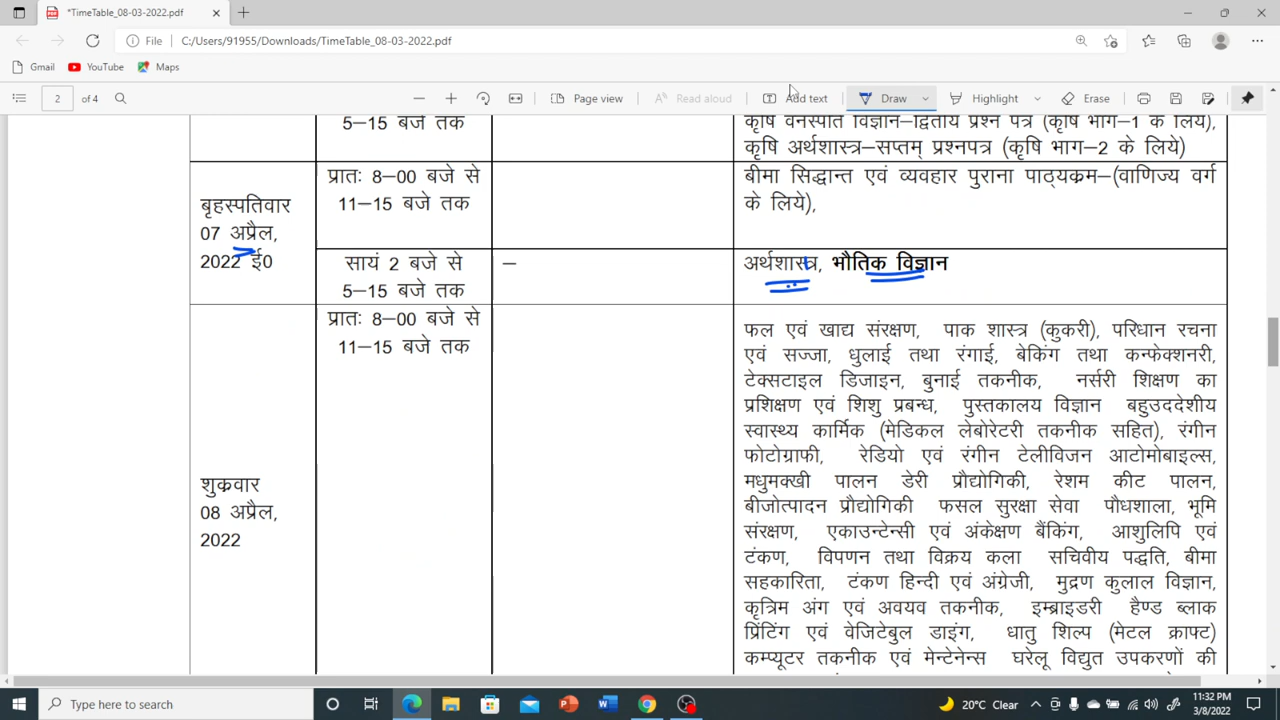 *TimeTable_08-03-2022.pdf
File C:/Users/91955/Downloads/TimeTable_08-03-2022.pdf
Gmail YouTube Maps
2 of 4 Page view Read aloud Add text Draw Highlight Erase
5–15 बजे तक
कृषि वनस्पति विज्ञान–द्वितीय प्रश्न पत्र (कृषि भाग-1 के लिये),
कृषि अर्थशास्त्र–सप्तम् प्रश्नपत्र (कृषि भाग-2 के लिये)
बृहस्पतिवार
07 अप्रैल,
2022 ई0
प्रातः 8–00 बजे से
11–15 बजे तक
बीमा सिद्धान्त एवं व्यवहार पुराना पाठ्यक्रम–(वाणिज्य वर्ग
के लिये),
सायं 2 बजे से
5–15 बजे तक
–
अर्थशास्त्र, भौतिक विज्ञान
शुक्रवार
08 अप्रैल,
2022
प्रातः 8–00 बजे से
11–15 बजे तक
फल एवं खाद्य संरक्षण, पाक शास्त्र (कुकरी), परिधान रचना
एवं सज्जा, धुलाई तथा रंगाई, बेकिंग तथा कन्फेक्शनरी,
टेक्सटाइल डिजाइन, बुनाई तकनीक, नर्सरी शिक्षण का
प्रशिक्षण एवं शिशु प्रबन्ध, पुस्तकालय विज्ञान बहुउददेशीय
स्वास्थ्य कार्मिक (मेडिकल लेबोरेटरी तकनीक सहित), रंगीन
फोटोग्राफी, रेडियो एवं रंगीन टेलीविजन आटोमोबाइल्स,
मधुमक्खी पालन डेरी प्रौद्योगिकी, रेशम कीट पालन,
बीजोत्पादन प्रौद्योगिकी फसल सुरक्षा सेवा पौधशाला, भूमि
संरक्षण, एकाउन्टेन्सी एवं अंकेक्षण बैंकिंग, आशुलिपि एवं
टंकण, विपणन तथा विक्रय कला सचिवीय पद्धति, बीमा
सहकारिता, टंकण हिन्दी एवं अंग्रेजी, मुद्रण कुलाल विज्ञान,
कृत्रिम अंग एवं अवयव तकनीक, इम्ब्राइडरी हैण्ड ब्लाक
प्रिंटिंग एवं वेजिटेबुल डाइंग, धातु शिल्प (मेटल क्राफ्ट)
कम्प्यूटर तकनीक एवं मेन्टेनेन्स घरेलू विद्युत उपकरणों की
Type here to search
20°C Clear
11:32 PM
3/8/2022